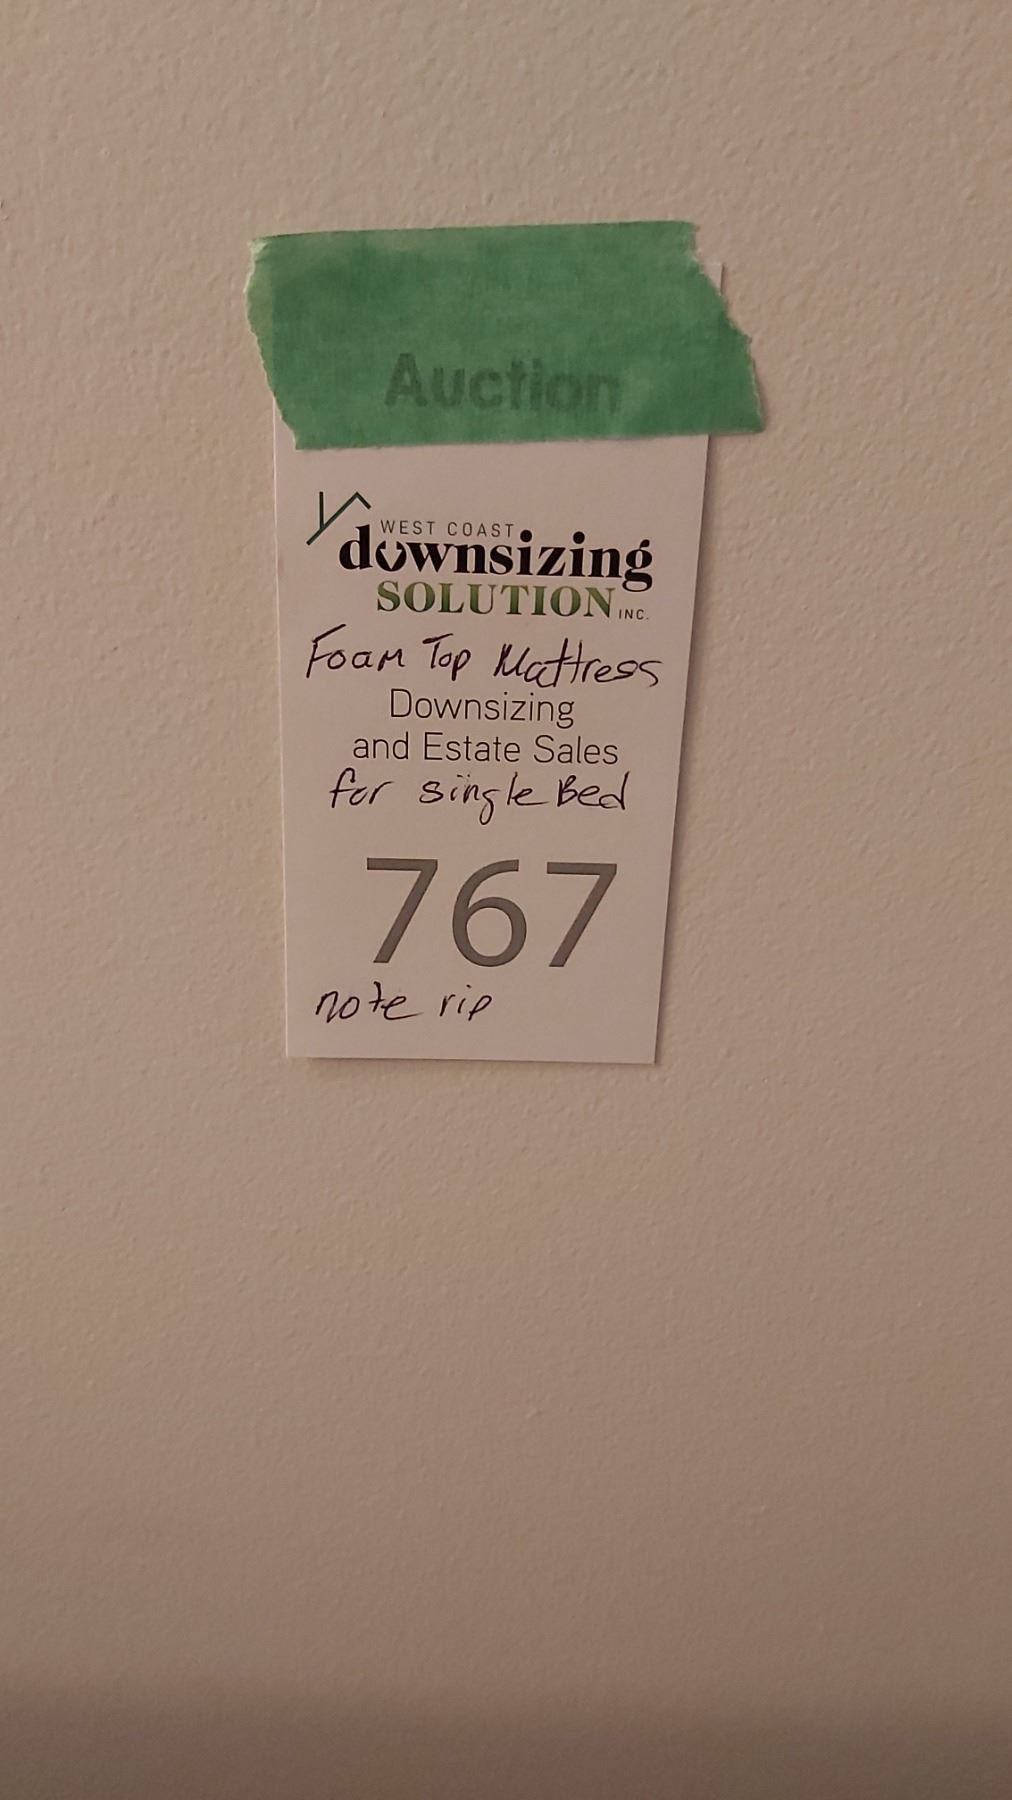 Auction
WEST COAST
downsizing
SOLUTION INC.
Foam Top Mattress
Downsizing
and Estate Sales
for single Bed
767
note rip